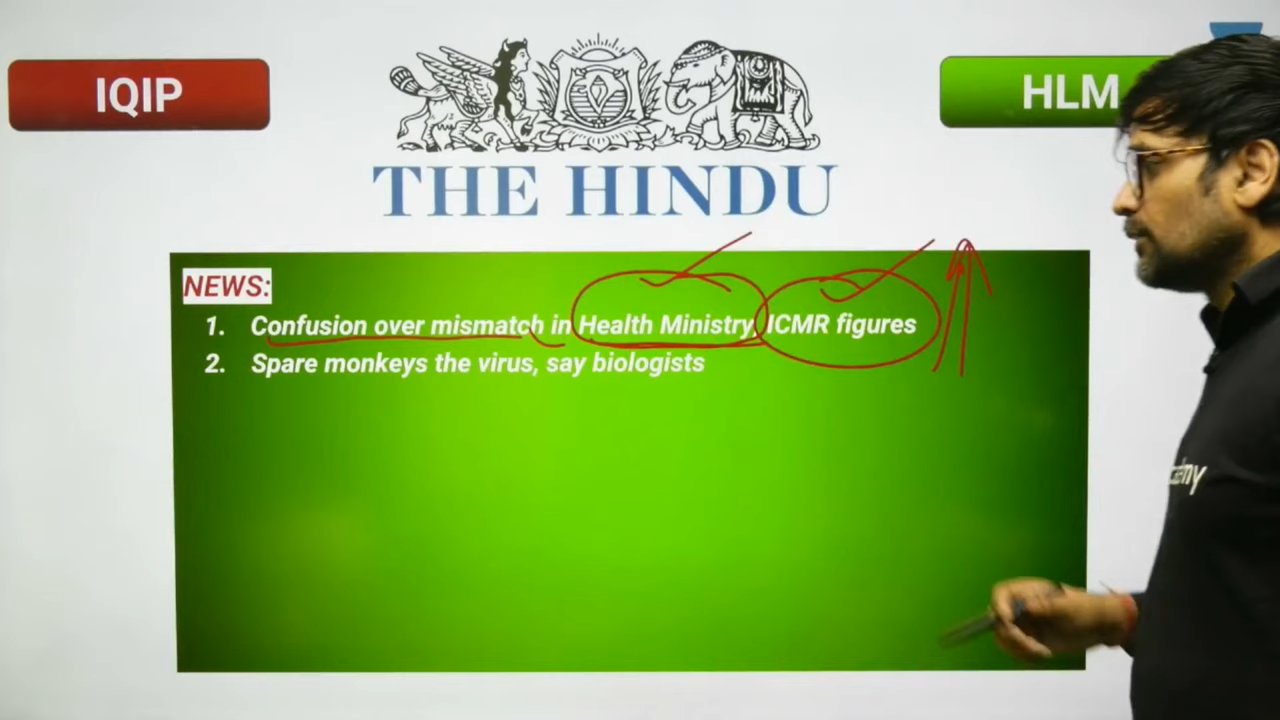 IQIP
HLM
THE HINDU
NEWS:
1. Confusion over mismatch in Health Ministry, ICMR figures
2. Spare monkeys the virus, say biologists